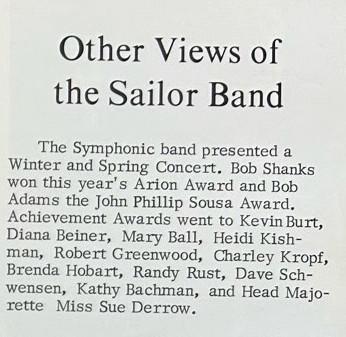 Other Views of
the Sailor Band
The Symphonic band presented a
Winter and Spring Concert. Bob Shanks
won this year's Arion Award and Bob
Adams the John Phillip Sousa Award.
Achievement Awards went to Kevin Burt,
Diana Beiner, Mary Ball, Heidi Kish-
man, Robert Greenwood, Charley Kropf,
Brenda Hobart, Randy Rust, Dave Sch-
wensen, Kathy Bachman, and Head Majo-
rette Miss Sue Derrow.